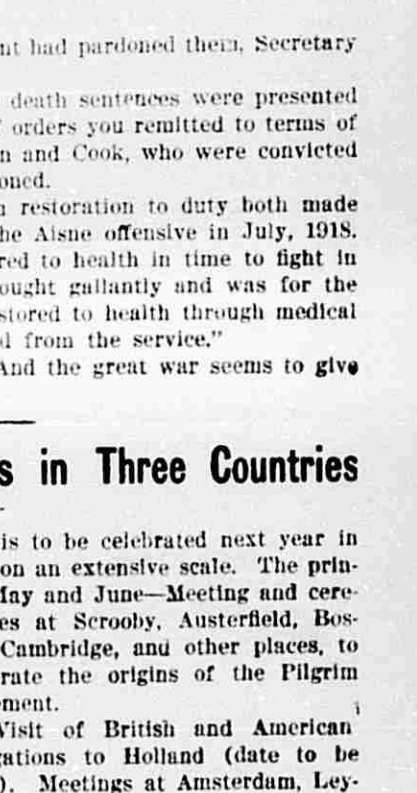 nt had pardoned them, Secretary
death sentences were presented
orders you remitted to terms of
n and Cook, who were convicted
oned.
restoration to duty both made
he Aisne offensive in July, 1918.
red to health in time to fight in
ought gallantly and was for the
stored to health through medical
d from the service."
And the great war seems to give
s in Three Countries
is to be celebrated next year in
on an extensive scale. The prin-
May and June—Meeting and cere-
es at Scrooby, Austerfield, Bos-
Cambridge, and other places, to
rate the origins of the Pilgrim
ement.
Visit of British and American
gations to Holland (date to be
). Meetings at Amsterdam, Ley-